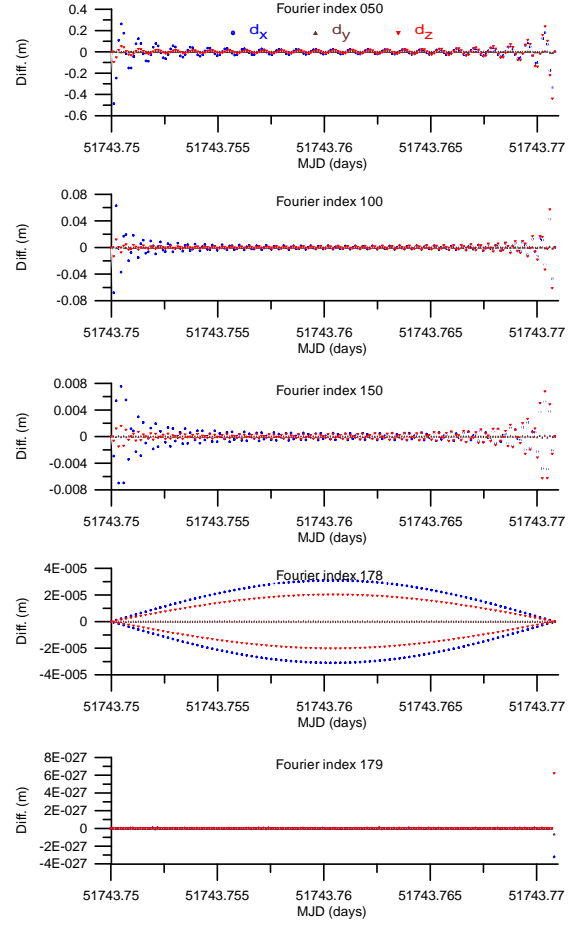 Fourier index 050
0.4
0.2
0
-0.2
-0.4
-0.6
Diff. (m)
dx dy dz
51743.75 51743.755 51743.76 51743.765 51743.77
MJD (days)
Fourier index 100
0.08
0.04
0
-0.04
-0.08
Diff. (m)
51743.75 51743.755 51743.76 51743.765 51743.77
MJD (days)
Fourier index 150
0.008
0.004
0
-0.004
-0.008
Diff. (m)
51743.75 51743.755 51743.76 51743.765 51743.77
MJD (days)
Fourier index 178
4E-005
2E-005
0
-2E-005
-4E-005
Diff. (m)
51743.75 51743.755 51743.76 51743.765 51743.77
MJD (days)
Fourier index 179
8E-027
6E-027
4E-027
2E-027
0
-2E-027
-4E-027
Diff. (m)
51743.75 51743.755 51743.76 51743.765 51743.77
MJD (days)